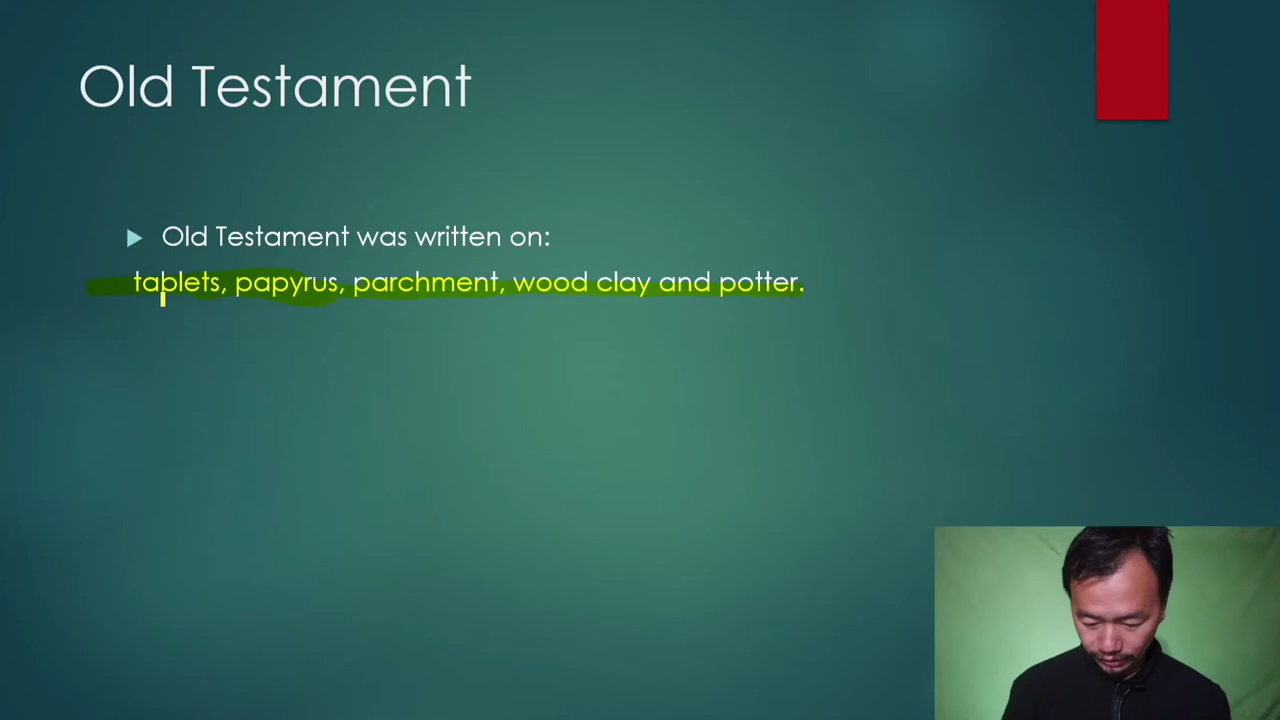 Old Testament
Old Testament was written on:
tablets, papyrus, parchment, wood clay and potter.